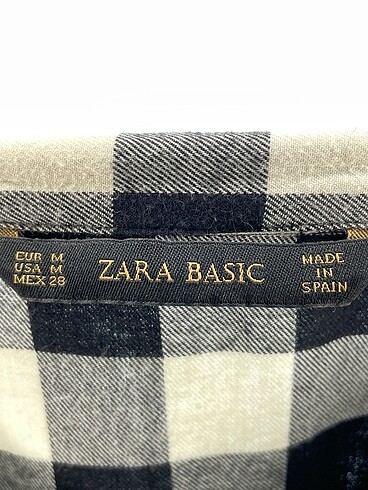 EUR M
USA M
MEX 28
ZARA BASIC
MADE
IN
SPAIN